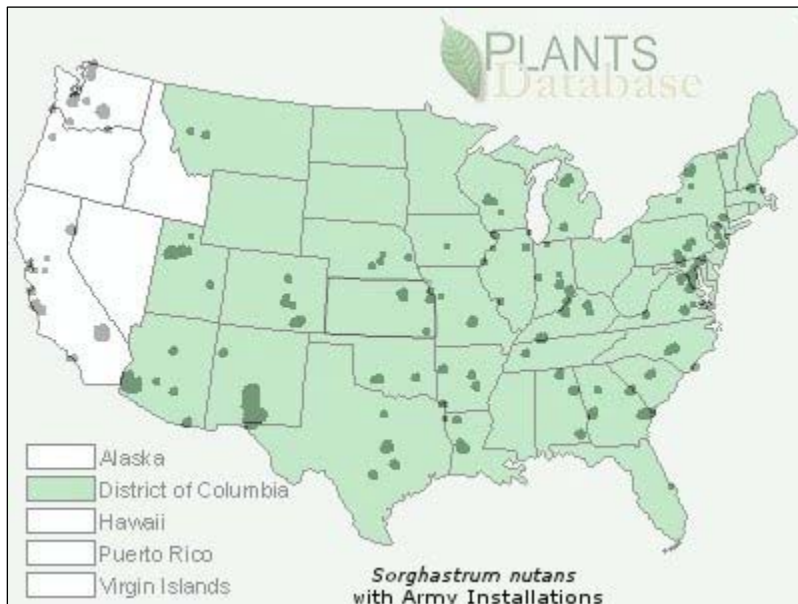 PLANTS
Database
Alaska
District of Columbia
Hawaii
Puerto Rico
Virgin Islands
Sorghastrum nutans
with Army Installations